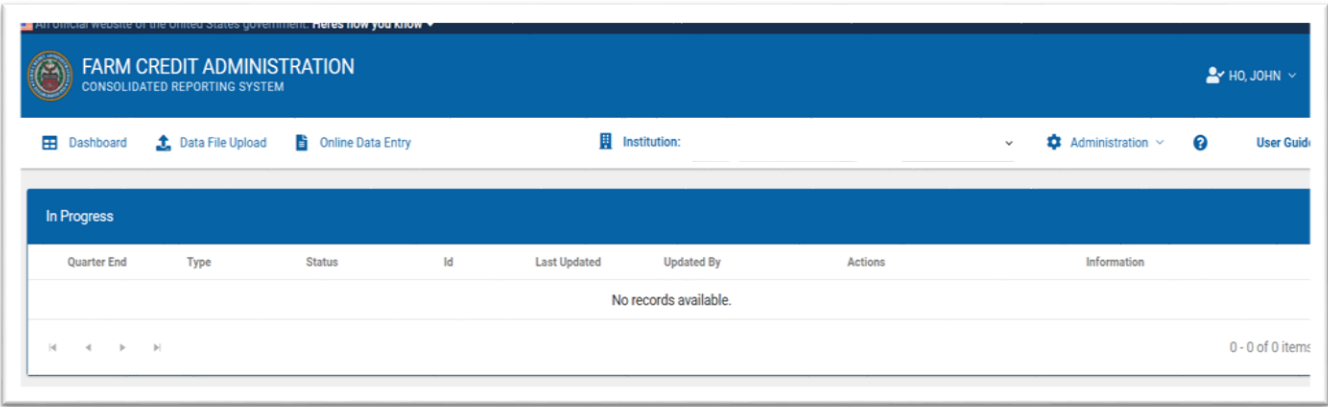 An official website of the United States government. Heres how you know
FARM CREDIT ADMINISTRATION
CONSOLIDATED REPORTING SYSTEM
HO, JOHN
Dashboard Data File Upload Online Data Entry Institution: Administration User Guide
In Progress
Quarter End Type Status Id Last Updated Updated By Actions Information
No records available.
0 - 0 of 0 items